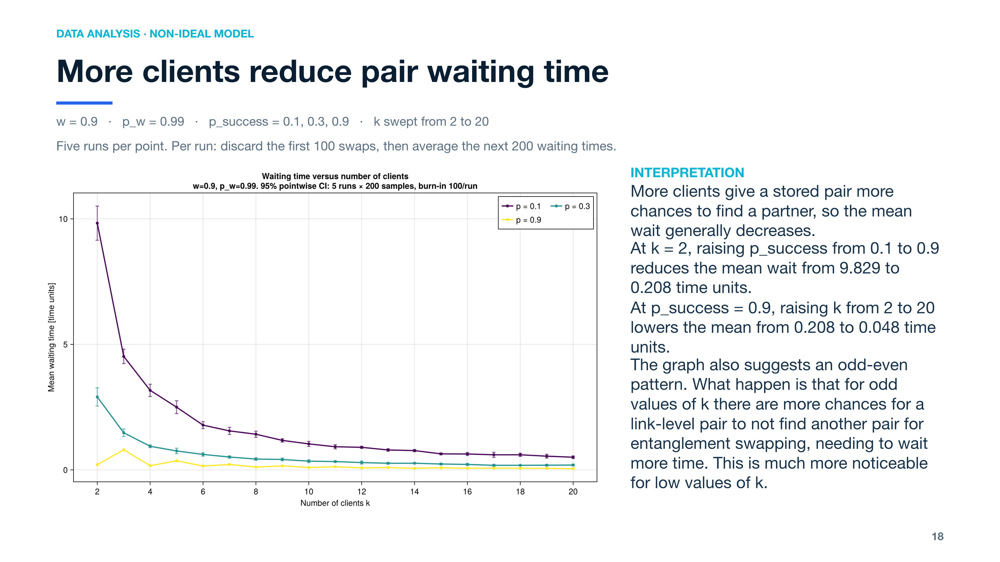 DATA ANALYSIS · NON-IDEAL MODEL
More clients reduce pair waiting time
w = 0.9 · p_w = 0.99 · p_success = 0.1, 0.3, 0.9 · k swept from 2 to 20
Five runs per point. Per run: discard the first 100 swaps, then average the next 200 waiting times.
Waiting time versus number of clients
w=0.9, p_w=0.99. 95% pointwise CI: 5 runs × 200 samples, burn-in 100/run
p = 0.1
p = 0.3
p = 0.9
Mean waiting time [time units]
10
5
0
2 4 6 8 10 12 14 16 18 20
Number of clients k
INTERPRETATION
More clients give a stored pair more
chances to find a partner, so the mean
wait generally decreases.
At k = 2, raising p_success from 0.1 to 0.9
reduces the mean wait from 9.829 to
0.208 time units.
At p_success = 0.9, raising k from 2 to 20
lowers the mean from 0.208 to 0.048 time
units.
The graph also suggests an odd-even
pattern. What happen is that for odd
values of k there are more chances for a
link-level pair to not find another pair for
entanglement swapping, needing to wait
more time. This is much more noticeable
for low values of k.
18